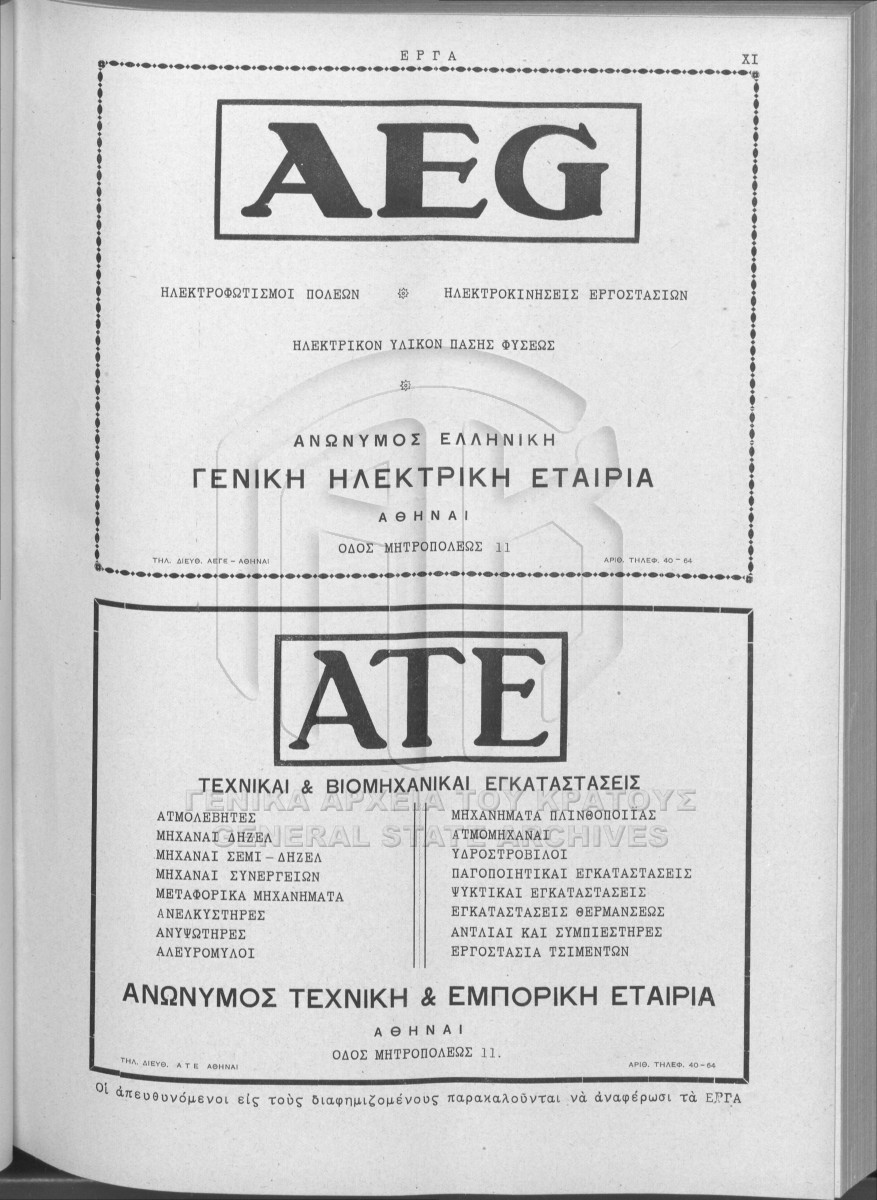 ΕΡΓΑ
XI
AEG
ΗΛΕΚΤΡΟΦΩΤΙΣΜΟΙ ΠΟΛΕΩΝ ΗΛΕΚΤΡΟΚΙΝΗΣΕΙΣ ΕΡΓΟΣΤΑΣΙΩΝ
ΗΛΕΚΤΡΙΚΟΝ ΥΛΙΚΟΝ ΠΑΣΗΣ ΦΥΣΕΩΣ
ΑΝΩΝΥΜΟΣ ΕΛΛΗΝΙΚΗ
ΓΕΝΙΚΗ ΗΛΕΚΤΡΙΚΗ ΕΤΑΙΡΙΑ
ΑΘΗΝΑΙ
ΟΔΟΣ ΜΗΤΡΟΠΟΛΕΩΣ 11
ΤΗΛ. ΔΙΕΥΘ. ΑΕΓΕ – ΑΘΗΝΑΙ
ΑΡΙΘ. ΤΗΛΕΦ. 40 – 64
ΑΤΕ
ΤΕΧΝΙΚΑΙ & ΒΙΟΜΗΧΑΝΙΚΑΙ ΕΓΚΑΤΑΣΤΑΣΕΙΣ
ΓΕΝΙΚΑ ΑΡΧΕΙΑ ΤΟΥ ΚΡΑΤΟΥΣ
GENERAL STATE ARCHIVES
ΑΤΜΟΛΕΒΗΤΕΣ
ΜΗΧΑΝΑΙ ΔΗΖΕΛ
ΜΗΧΑΝΑΙ ΣΕΜΙ – ΔΗΖΕΛ
ΜΗΧΑΝΑΙ ΣΥΝΕΡΓΕΙΩΝ
ΜΕΤΑΦΟΡΙΚΑ ΜΗΧΑΝΗΜΑΤΑ
ΑΝΕΛΚΥΣΤΗΡΕΣ
ΑΝΥΨΩΤΗΡΕΣ
ΑΛΕΥΡΟΜΥΛΟΙ
ΜΗΧΑΝΗΜΑΤΑ ΠΛΙΝΘΟΠΟΙΙΑΣ
ΑΤΜΟΜΗΧΑΝΑΙ
ΥΔΡΟΣΤΡΟΒΙΛΟΙ
ΠΑΓΟΠΟΙΗΤΙΚΑΙ ΕΓΚΑΤΑΣΤΑΣΕΙΣ
ΨΥΚΤΙΚΑΙ ΕΓΚΑΤΑΣΤΑΣΕΙΣ
ΕΓΚΑΤΑΣΤΑΣΕΙΣ ΘΕΡΜΑΝΣΕΩΣ
ΑΝΤΛΙΑΙ ΚΑΙ ΣΥΜΠΙΕΣΤΗΡΕΣ
ΕΡΓΟΣΤΑΣΙΑ ΤΣΙΜΕΝΤΩΝ
ΑΝΩΝΥΜΟΣ ΤΕΧΝΙΚΗ & ΕΜΠΟΡΙΚΗ ΕΤΑΙΡΙΑ
ΑΘΗΝΑΙ
ΟΔΟΣ ΜΗΤΡΟΠΟΛΕΩΣ 11.
ΤΗΛ. ΔΙΕΥΘ. ΑΤΕ ΑΘΗΝΑΙ
ΑΡΙΘ. ΤΗΛΕΦ. 40 – 64
Οἱ ἀπευθυνόμενοι εἰς τοὺς διαφημιζομένους παρακαλοῦνται νὰ ἀναφέρωσι τὰ ΕΡΓΑ